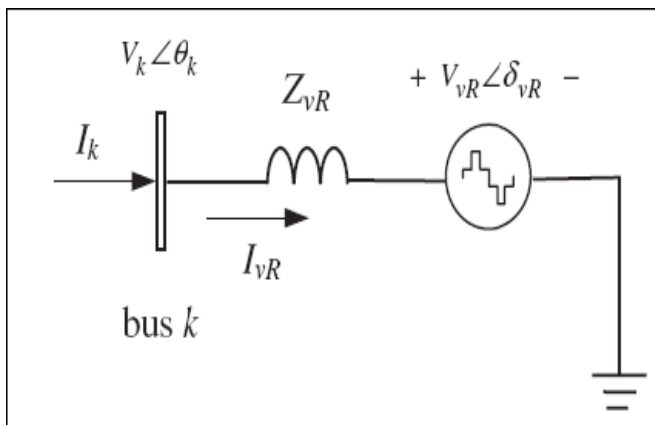 V_k∠θ_k
Z_vR
+ V_vR∠δ_vR −
I_k
I_vR
bus k